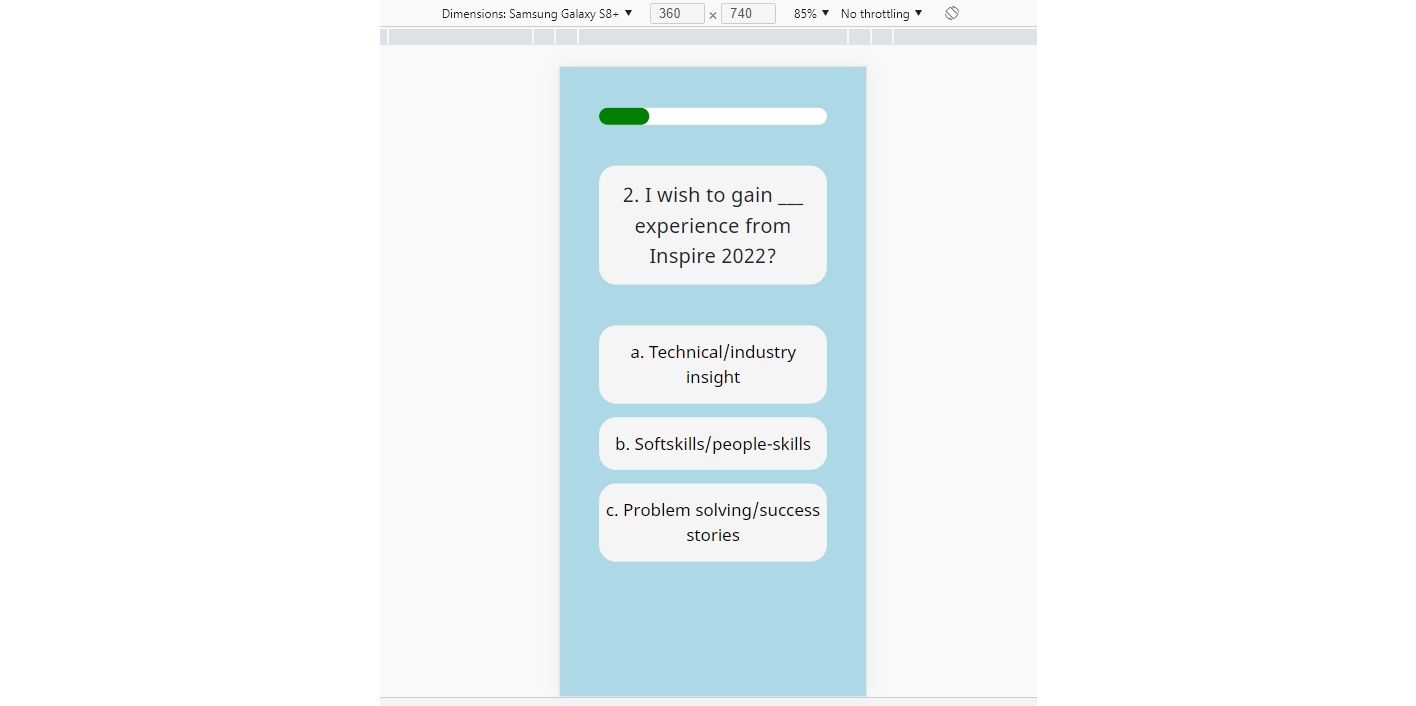 Dimensions: Samsung Galaxy S8+ ▼ 360 × 740 85% ▼ No throttling ▼
2. I wish to gain ___
experience from
Inspire 2022?
a. Technical/industry
insight
b. Softskills/people-skills
c. Problem solving/success
stories